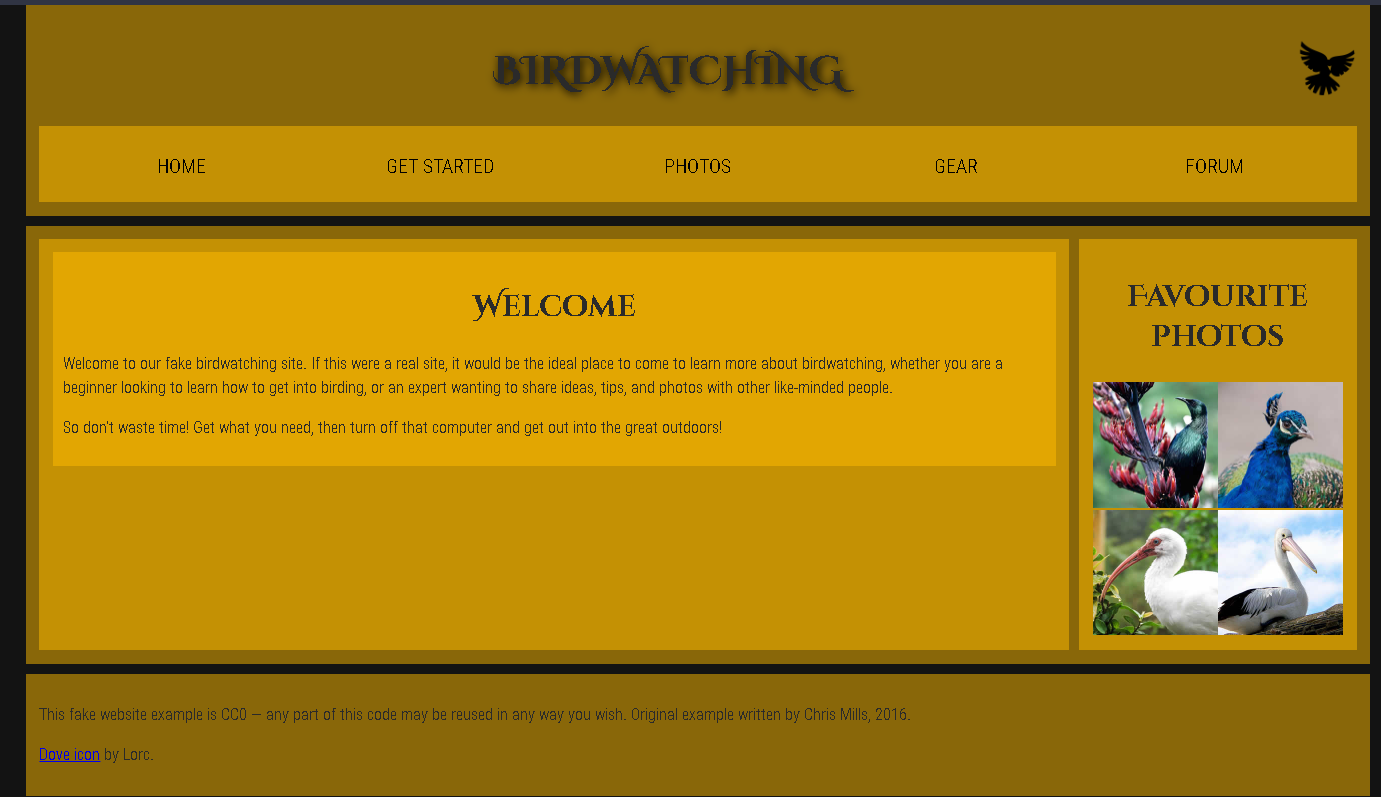 BIRDWATCHING
HOME
GET STARTED
PHOTOS
GEAR
FORUM
Welcome
Welcome to our fake birdwatching site. If this were a real site, it would be the ideal place to come to learn more about birdwatching, whether you are a
beginner looking to learn how to get into birding, or an expert wanting to share ideas, tips, and photos with other like-minded people.
So don't waste time! Get what you need, then turn off that computer and get out into the great outdoors!
Favourite
photos
This fake website example is CC0 — any part of this code may be reused in any way you wish. Original example written by Chris Mills, 2016.
Dove icon by Lorc.